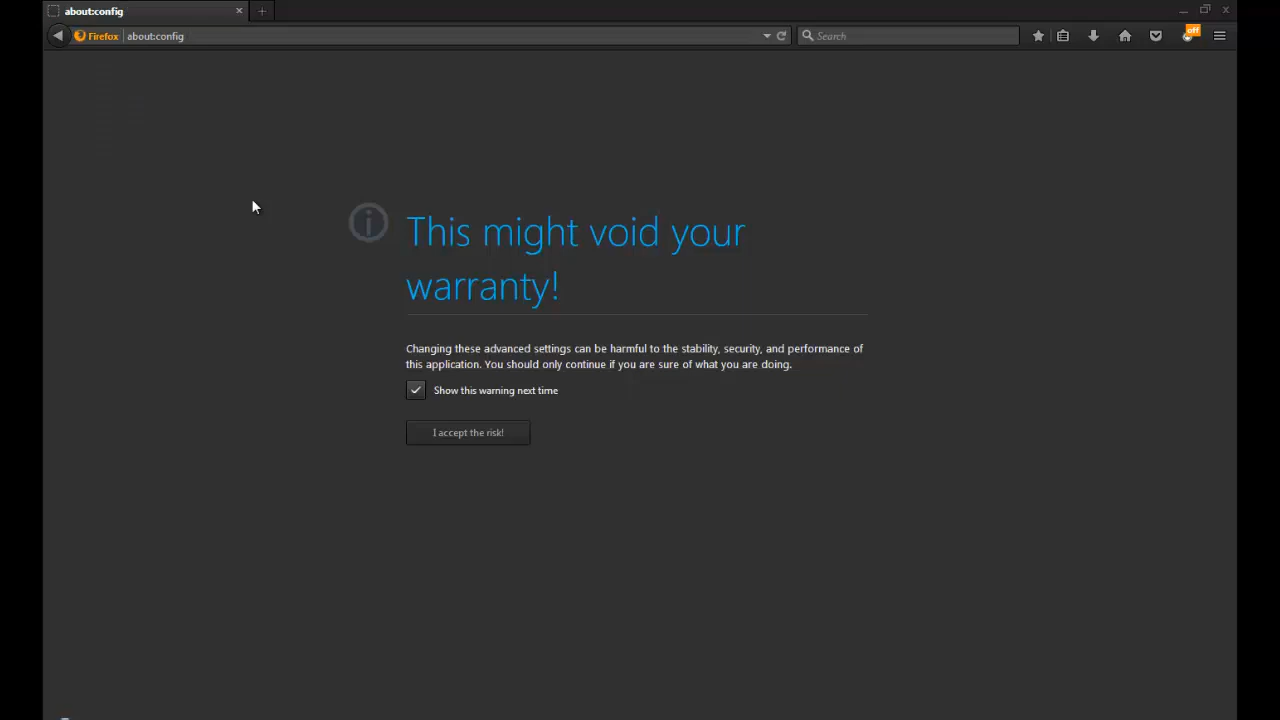 about:config
Firefox about:config Search off
This might void your
warranty!
Changing these advanced settings can be harmful to the stability, security, and performance of
this application. You should only continue if you are sure of what you are doing.
Show this warning next time
I accept the risk!